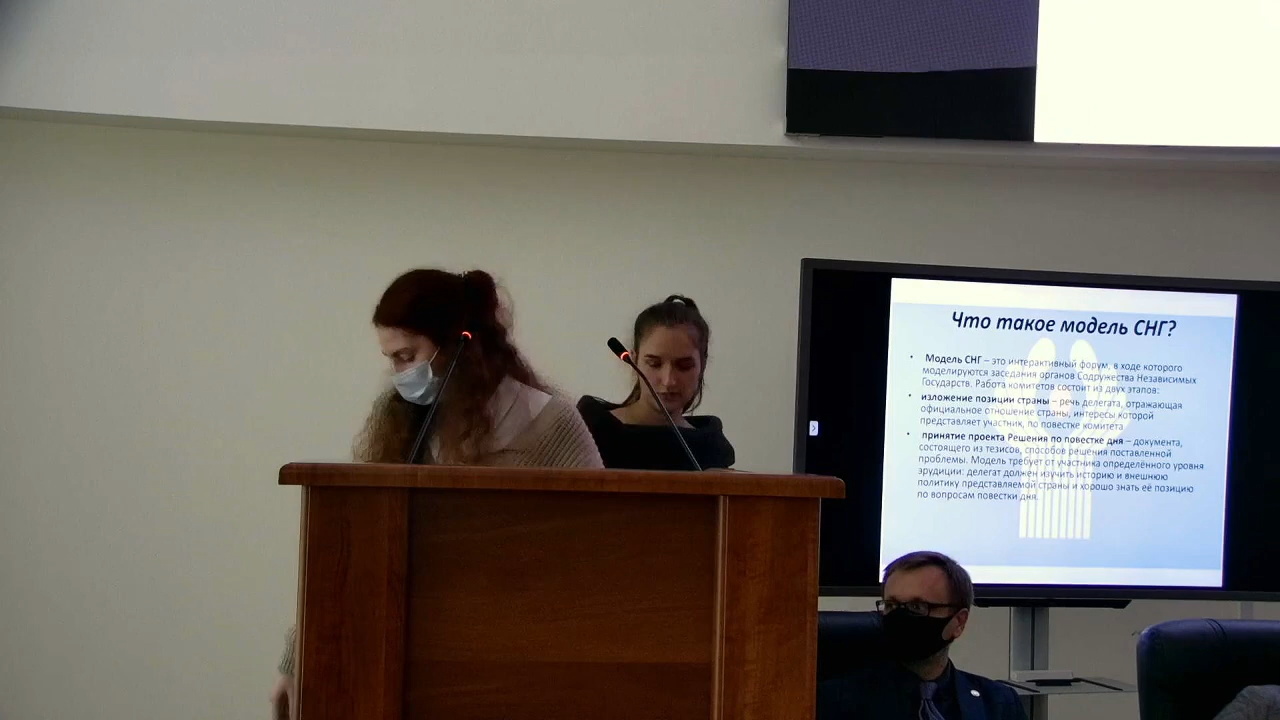 Что такое модель СНГ?
• Модель СНГ – это интерактивный форум, в ходе которого
моделируются заседания органов Содружества Независимых
Государств. Работа комитетов состоит из двух этапов:
• изложение позиции страны – речь делегата, отражающая
официальное отношение страны, интересы которой
представляет участник, по повестке комитета
• принятие проекта Решения по повестке дня – документа,
состоящего из тезисов, способов решения поставленной
проблемы. Модель требует от участника определённого уровня
эрудиции: делегат должен изучить историю и внешнюю
политику представляемой страны и хорошо знать её позицию
по вопросам повестки дня.